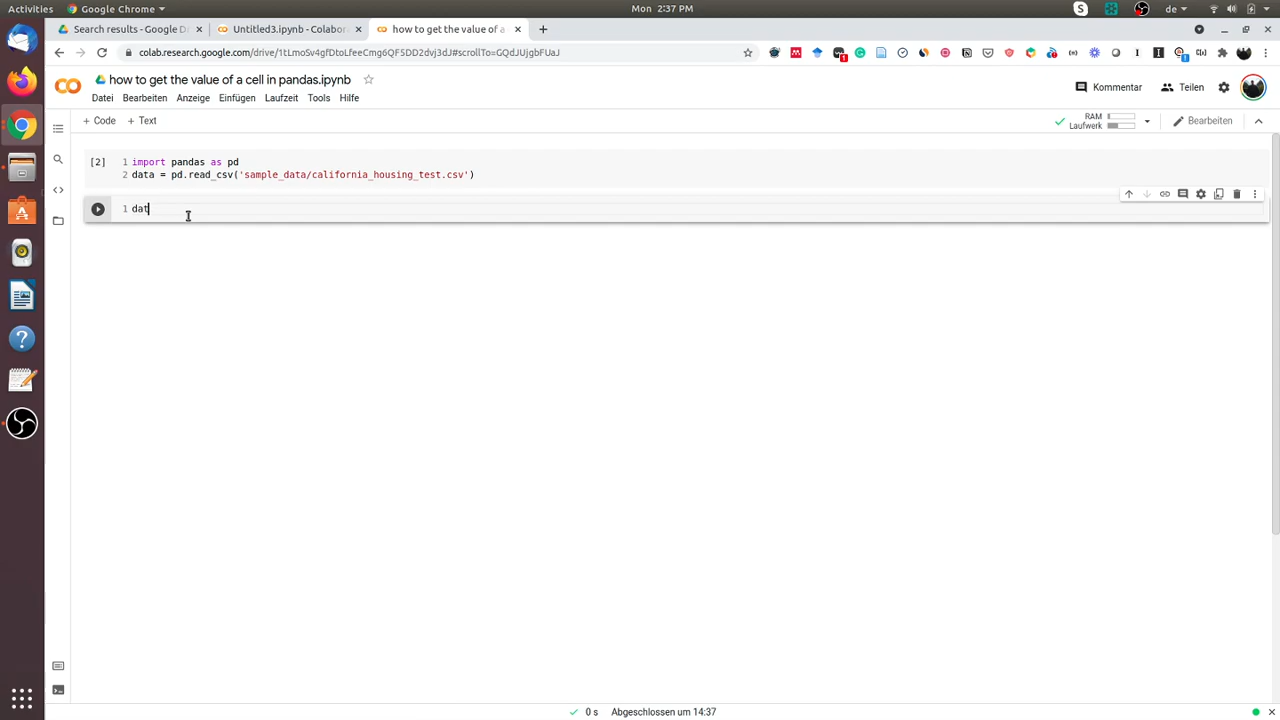 Activities
Google Chrome
Mon 2:37 PM
de
Search results - Google D
Untitled3.ipynb - Colabora
how to get the value of a
colab.research.google.com/drive/1tLmoSv4gfDtoLfeeCmg6QF5DD2dvj3dJ#scrollTo=GQdJUjgbFUaJ
how to get the value of a cell in pandas.ipynb
Kommentar
Teilen
Datei Bearbeiten Anzeige Einfügen Laufzeit Tools Hilfe
+ Code + Text
RAM
Laufwerk
Bearbeiten
[2]
1 import pandas as pd
2 data = pd.read_csv('sample_data/california_housing_test.csv')
1 dat
0 s Abgeschlossen um 14:37